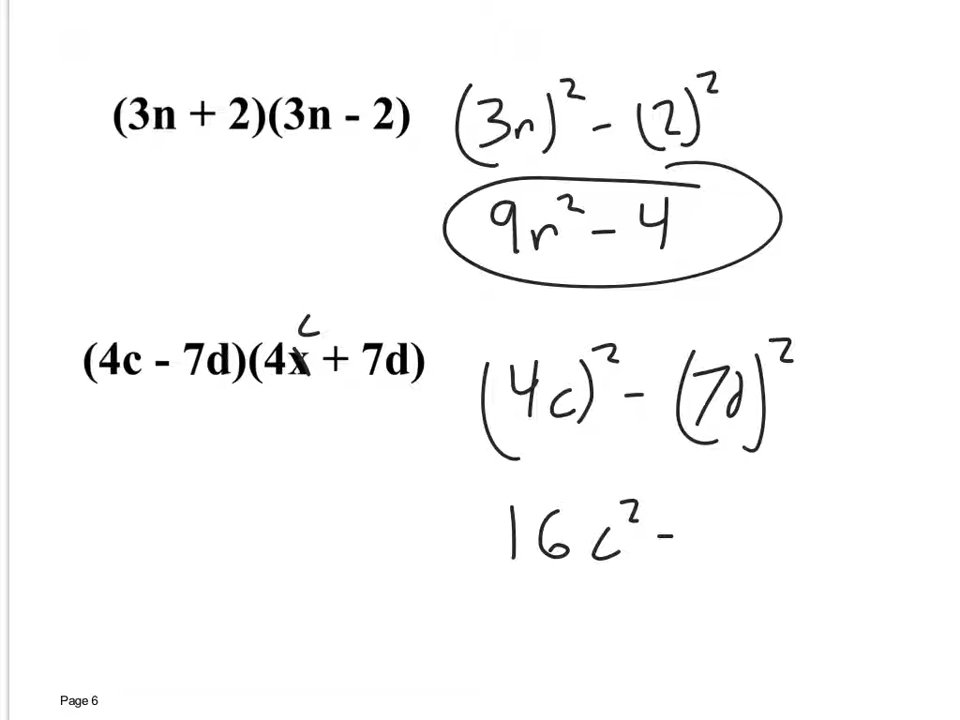 (3n + 2)(3n - 2) (3n)² - (2)²
9n² - 4
c
(4c - 7d)(4x + 7d) (4c)² - (7d)²
16c² -
Page 6